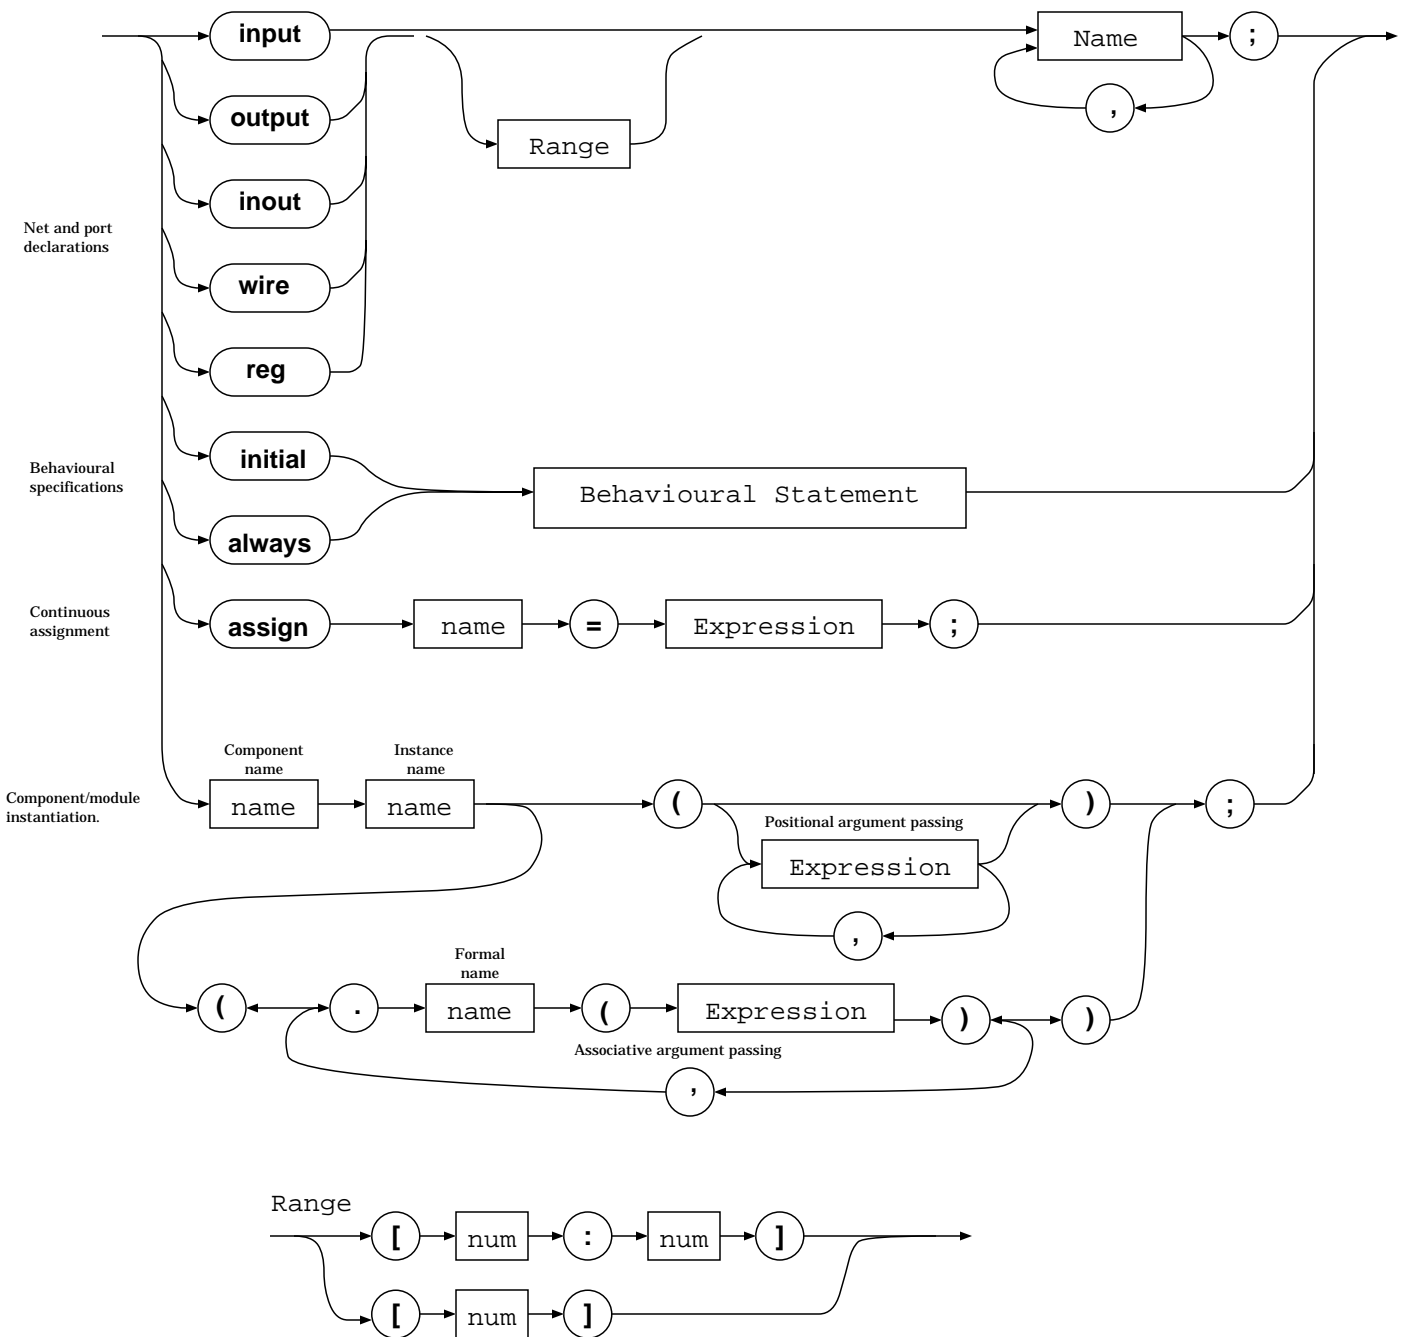 input
Name
;
output
,
Range
inout
Net and port
declarations
wire
reg
initial
Behavioural
specifications
Behavioural Statement
always
Continuous
assignment
assign
name
=
Expression
;
Component
name
Instance
name
Component/module
instantiation.
name
name
(
)
;
Positional argument passing
Expression
,
Formal
name
(
.
name
(
Expression
)
)
Associative argument passing
,
Range
[
num
:
num
]
[
num
]